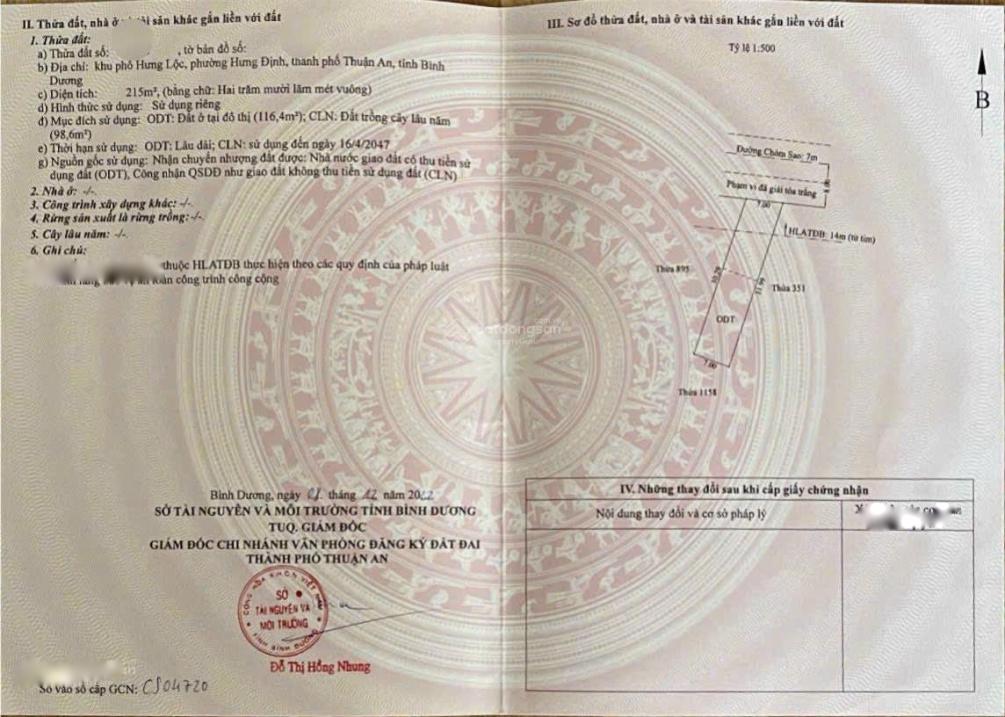 II. Thửa đất, nhà ở tài sản khác gắn liền với đất
1. Thửa đất:
a) Thửa đất số: , tờ bản đồ số:
b) Địa chỉ: khu phố Hưng Lộc, phường Hưng Định, thành phố Thuận An, tỉnh Bình
Dương
c) Diện tích: 215m², (bằng chữ: Hai trăm mười lăm mét vuông)
d) Hình thức sử dụng: Sử dụng riêng
đ) Mục đích sử dụng: ODT: Đất ở tại đô thị (116,4m²); CLN: Đất trồng cây lâu năm
(98,6m²)
e) Thời hạn sử dụng: ODT: Lâu dài; CLN: sử dụng đến ngày 16/4/2047
g) Nguồn gốc sử dụng: Nhận chuyển nhượng đất được: Nhà nước giao đất có thu tiền sử
dụng đất (ODT), Công nhận QSDĐ như giao đất không thu tiền sử dụng đất (CLN)
2. Nhà ở: -/-.
3. Công trình xây dựng khác: -/-.
4. Rừng sản xuất là rừng trồng: -/-.
5. Cây lâu năm: -/-.
6. Ghi chú:
thuộc HLATĐB thực hiện theo các quy định của pháp luật
toàn công trình công cộng
Bình Dương, ngày 01 tháng 12 năm 2022
SỞ TÀI NGUYÊN VÀ MÔI TRƯỜNG TỈNH BÌNH DƯƠNG
TUQ. GIÁM ĐỐC
GIÁM ĐỐC CHI NHÁNH VĂN PHÒNG ĐĂNG KÝ ĐẤT ĐAI
THÀNH PHỐ THUẬN AN
CỘNG HÒA X.H.C.N VIỆT NAM
SỞ
TÀI NGUYÊN VÀ
MÔI TRƯỜNG
TỈNH BÌNH DƯƠNG
Đỗ Thị Hồng Nhung
Số vào sổ cấp GCN: CS04720
III. Sơ đồ thửa đất, nhà ở và tài sản khác gắn liền với đất
Tỷ lệ 1:500
B
Đường Chòm Sao: 7m
Phạm vi đã giải tỏa trắng
7.00
HLATĐB: 14m (từ tim)
Thửa 895
Thửa 351
ODT
7.00
Thửa 1158
IV. Những thay đổi sau khi cấp giấy chứng nhận
Nội dung thay đổi và cơ sở pháp lý